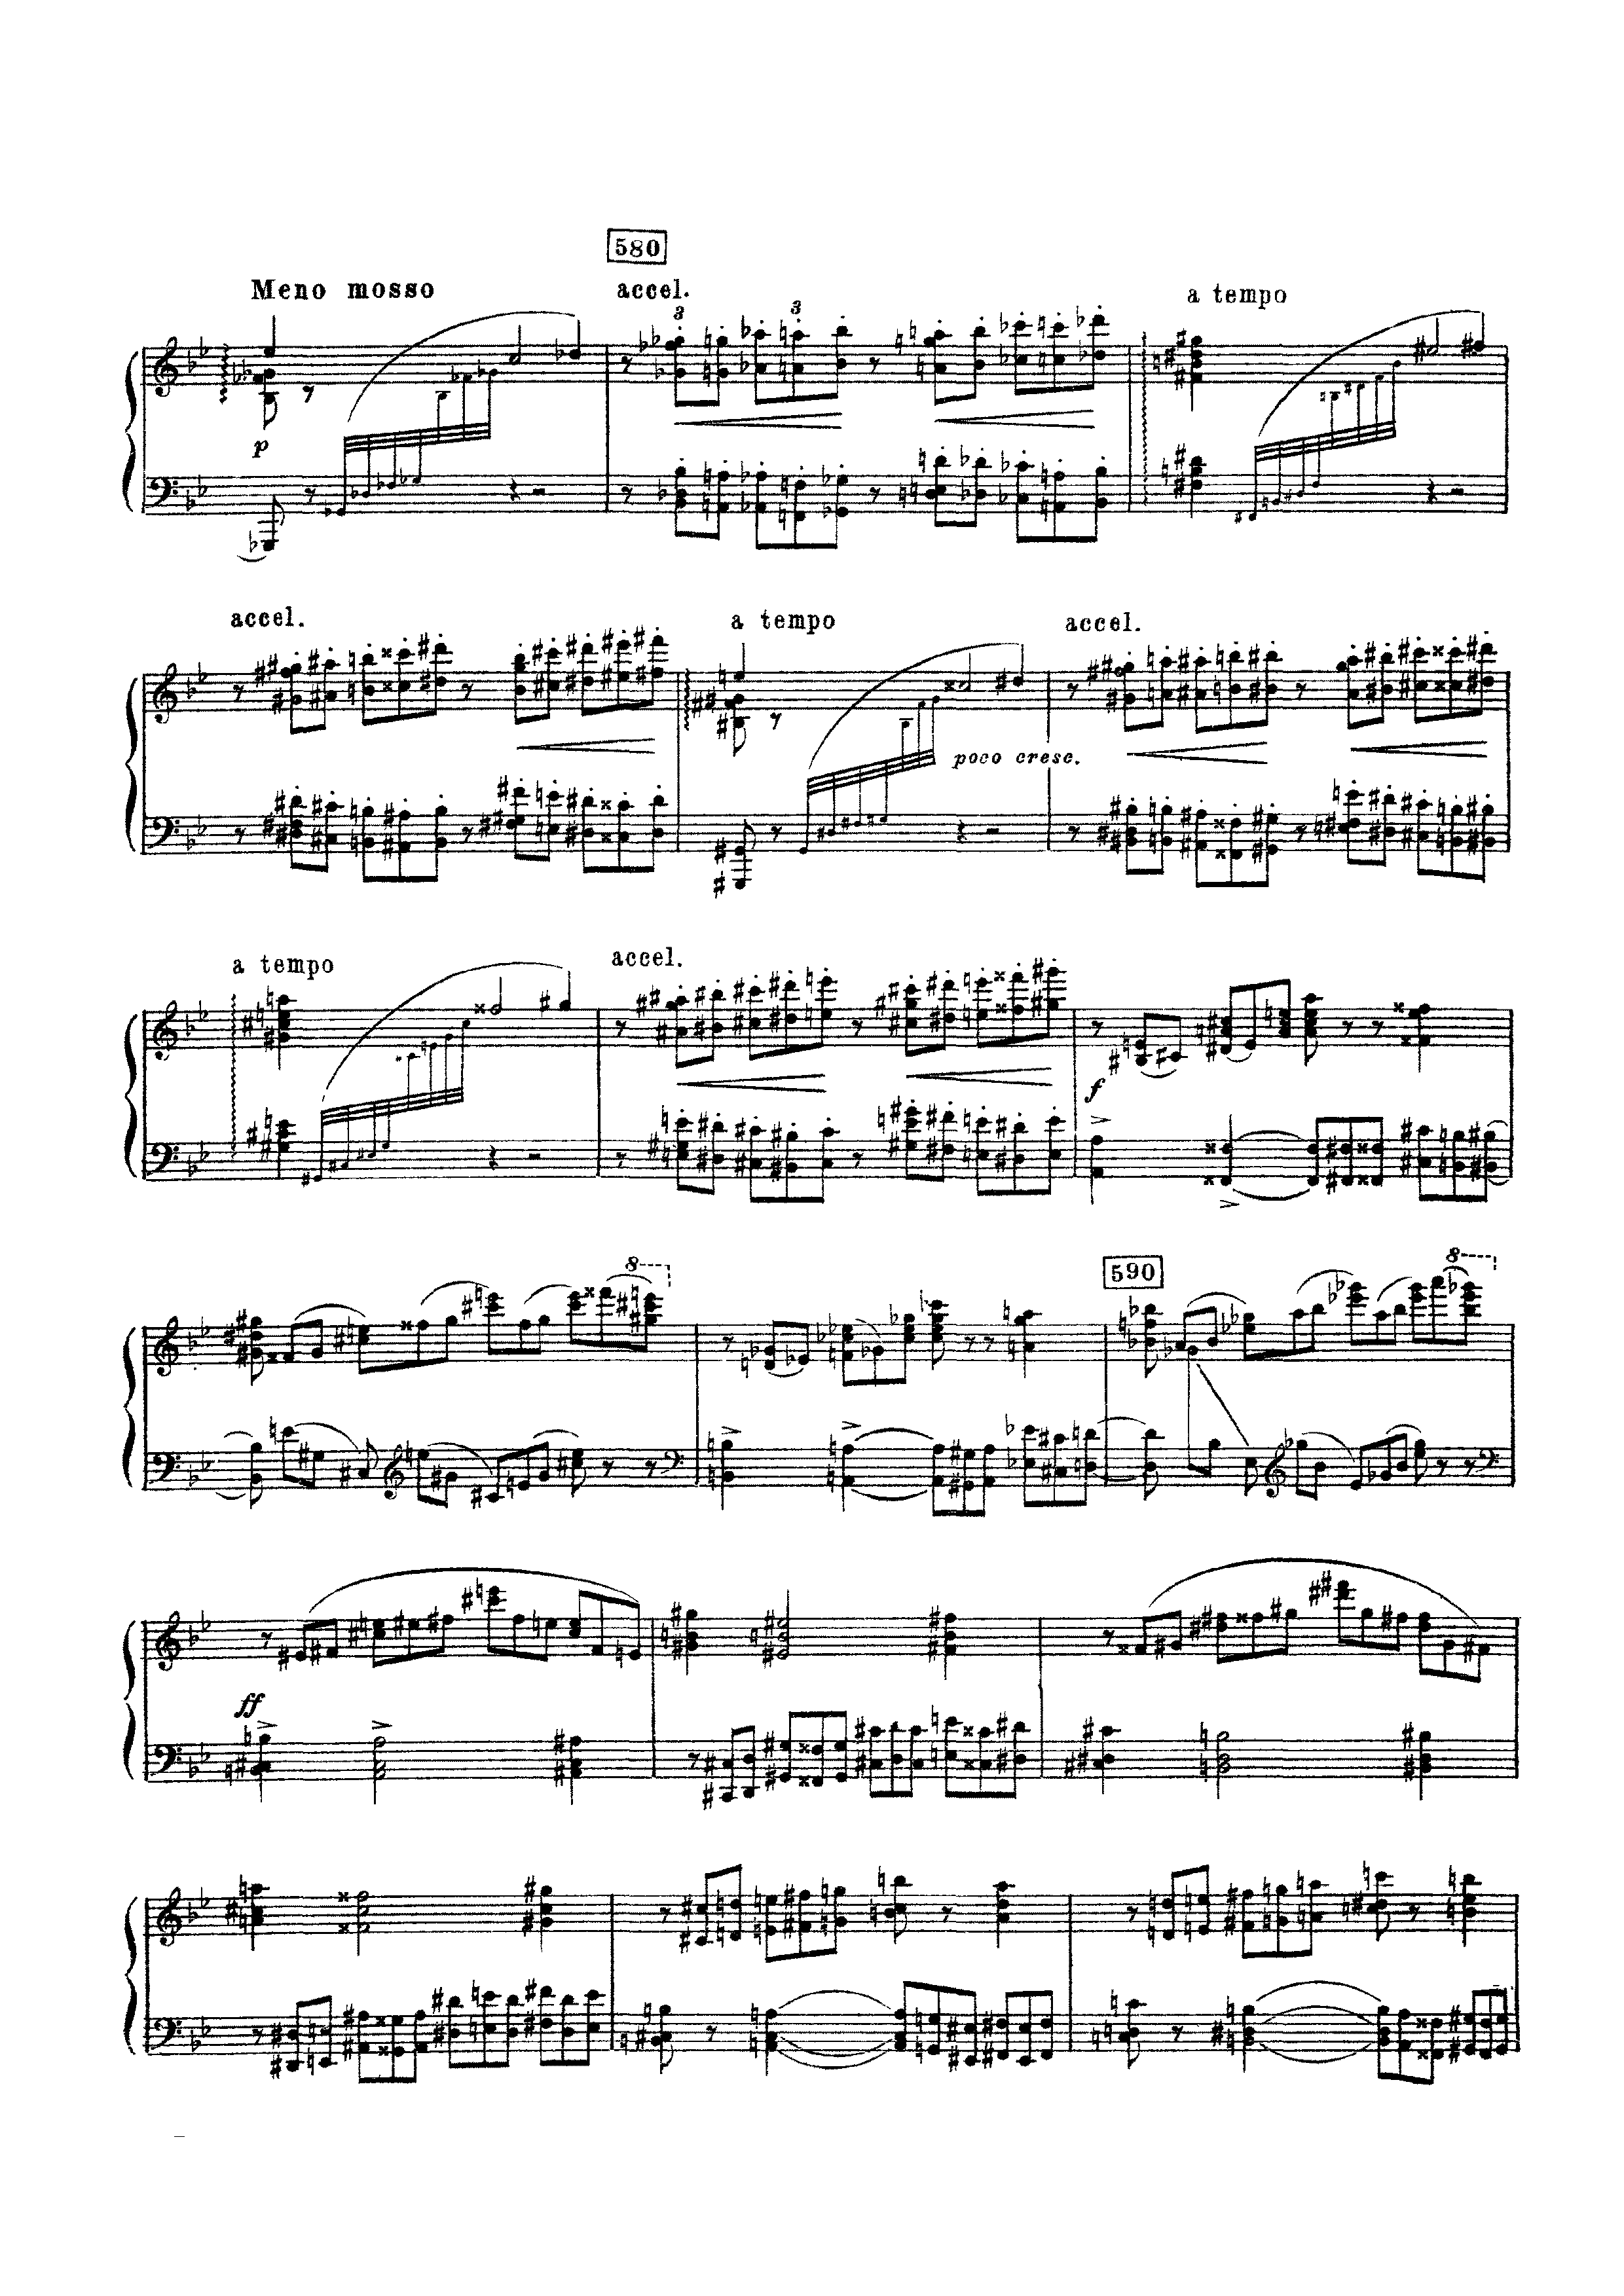 580
Meno mosso
accel.
a tempo
3
3
p
accel.
a tempo
accel.
poco cresc.
a tempo
accel.
f
8
590
8
ff